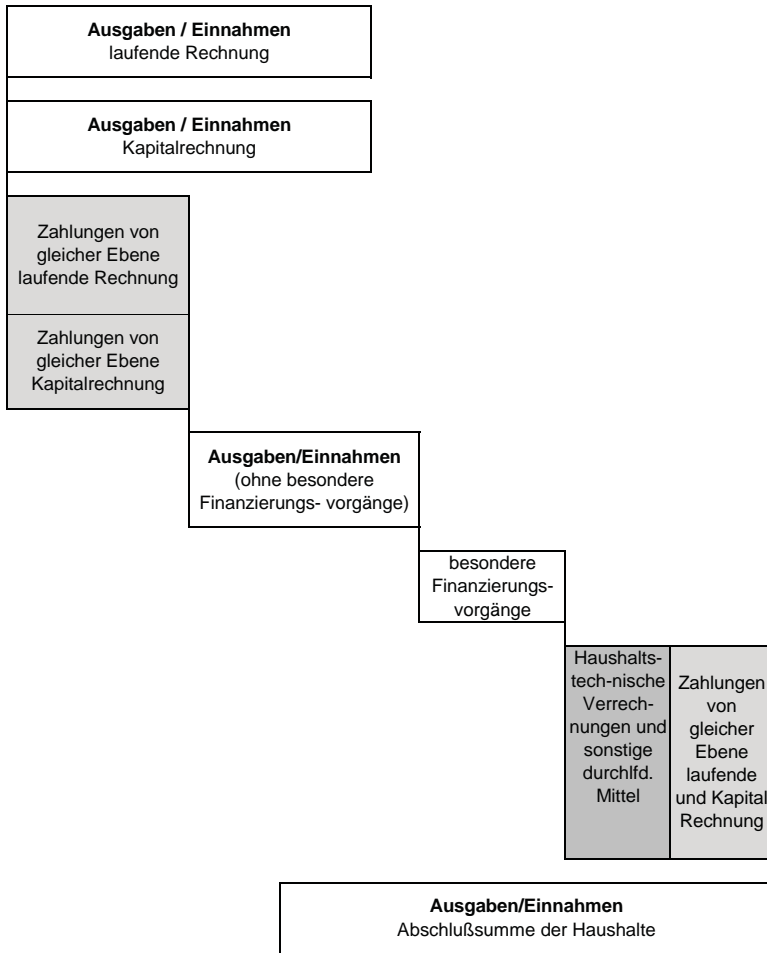 Ausgaben / Einnahmen
laufende Rechnung
Ausgaben / Einnahmen
Kapitalrechnung
Zahlungen von
gleicher Ebene
laufende Rechnung
Zahlungen von
gleicher Ebene
Kapitalrechnung
Ausgaben/Einnahmen
(ohne besondere
Finanzierungs- vorgänge)
besondere
Finanzierungs-
vorgänge
Haushalts-
tech-nische
Verrech-
nungen und
sonstige
durchlfd.
Mittel
Zahlungen
von
gleicher
Ebene
laufende
und Kapital
Rechnung
Ausgaben/Einnahmen
Abschlußsumme der Haushalte